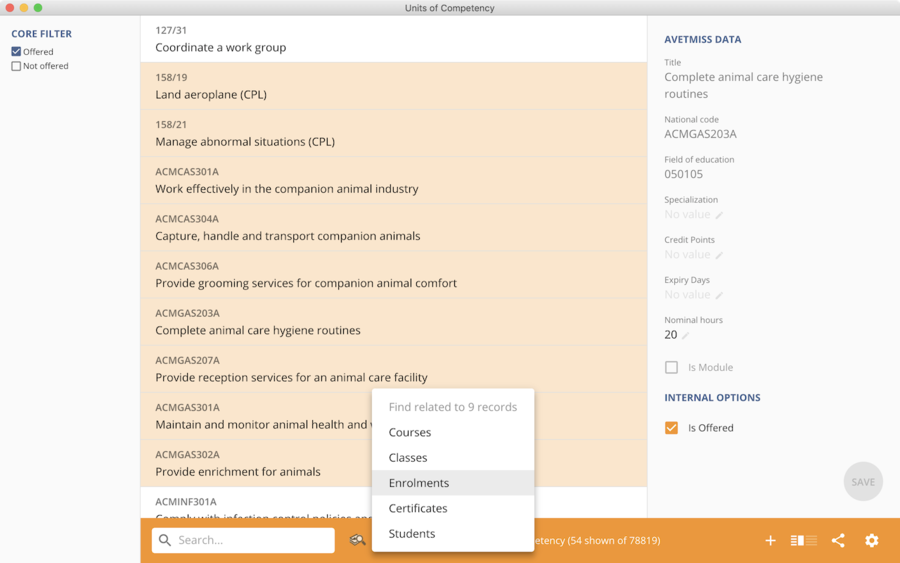 Units of Competency
CORE FILTER
Offered
Not offered
127/31
Coordinate a work group
158/19
Land aeroplane (CPL)
158/21
Manage abnormal situations (CPL)
ACMCAS301A
Work effectively in the companion animal industry
ACMCAS304A
Capture, handle and transport companion animals
ACMCAS306A
Provide grooming services for companion animal comfort
ACMGAS203A
Complete animal care hygiene routines
ACMGAS207A
Provide reception services for an animal care facility
ACMGAS301A
Maintain and monitor animal health and
ACMGAS302A
Provide enrichment for animals
ACMINF301A
Comply with infection control policies
Find related to 9 records
Courses
Classes
Enrolments
Certificates
Students
Search...
etency (54 shown of 78819)
AVETMISS DATA
Title
Complete animal care hygiene
routines
National code
ACMGAS203A
Field of education
050105
Specialization
No value
Credit Points
No value
Expiry Days
No value
Nominal hours
20
Is Module
INTERNAL OPTIONS
Is Offered
SAVE